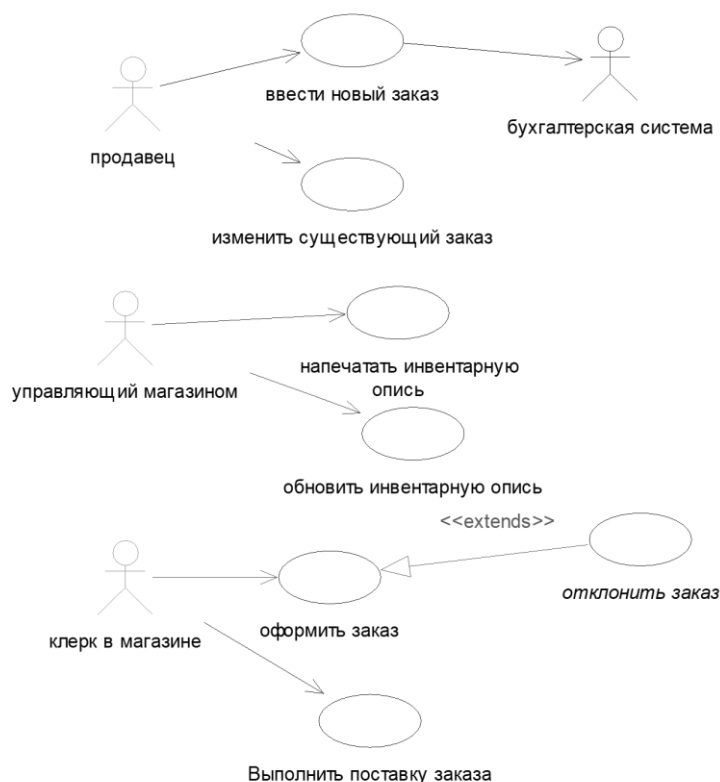 ввести новый заказ
бухгалтерская система
продавец
изменить существующий заказ
напечатать инвентарную
опись
управляющий магазином
обновить инвентарную опись
<<extends>>
отклонить заказ
оформить заказ
клерк в магазине
Выполнить поставку заказа